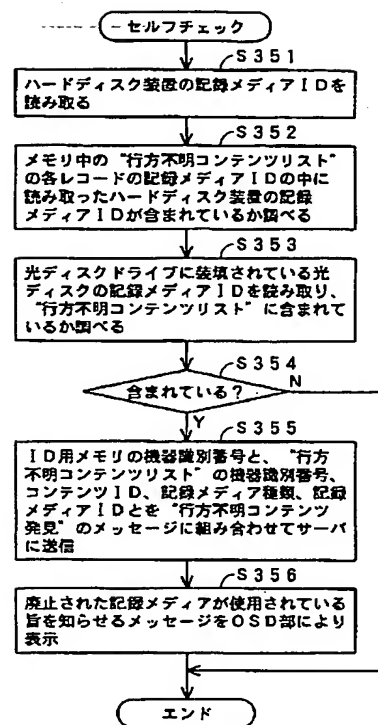 セルフチェック
S351
ハードディスク装置の記録メディアIDを
読み取る
S352
メモリ中の“行方不明コンテンツリスト”
の各レコードの記録メディアIDの中に
読み取ったハードディスク装置の記録
メディアIDが含まれているか調べる
S353
光ディスクドライブに装填されている光
ディスクの記録メディアIDを読み取り、
“行方不明コンテンツリスト”に含まれて
いるか調べる
S354
含まれている?
N
Y
S355
ID用メモリの機器識別番号と、“行方
不明コンテンツリスト”の機器識別番号、
コンテンツID、記録メディア種類、記録
メディアIDとを“行方不明コンテンツ
発見”のメッセージに組み合わせてサーバ
に送信
S356
廃止された記録メディアが使用されている
旨を知らせるメッセージをOSD部により
表示
エンド